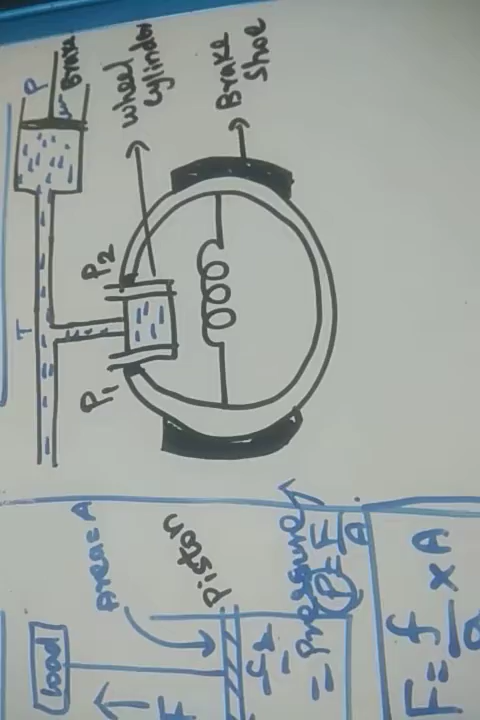 P
Brake
wheel
cylinder
Brake
Shoe
T
P2
P1
Area = A
Piston
Load
F
Pressure
(P = F/A)
F = f/a × A